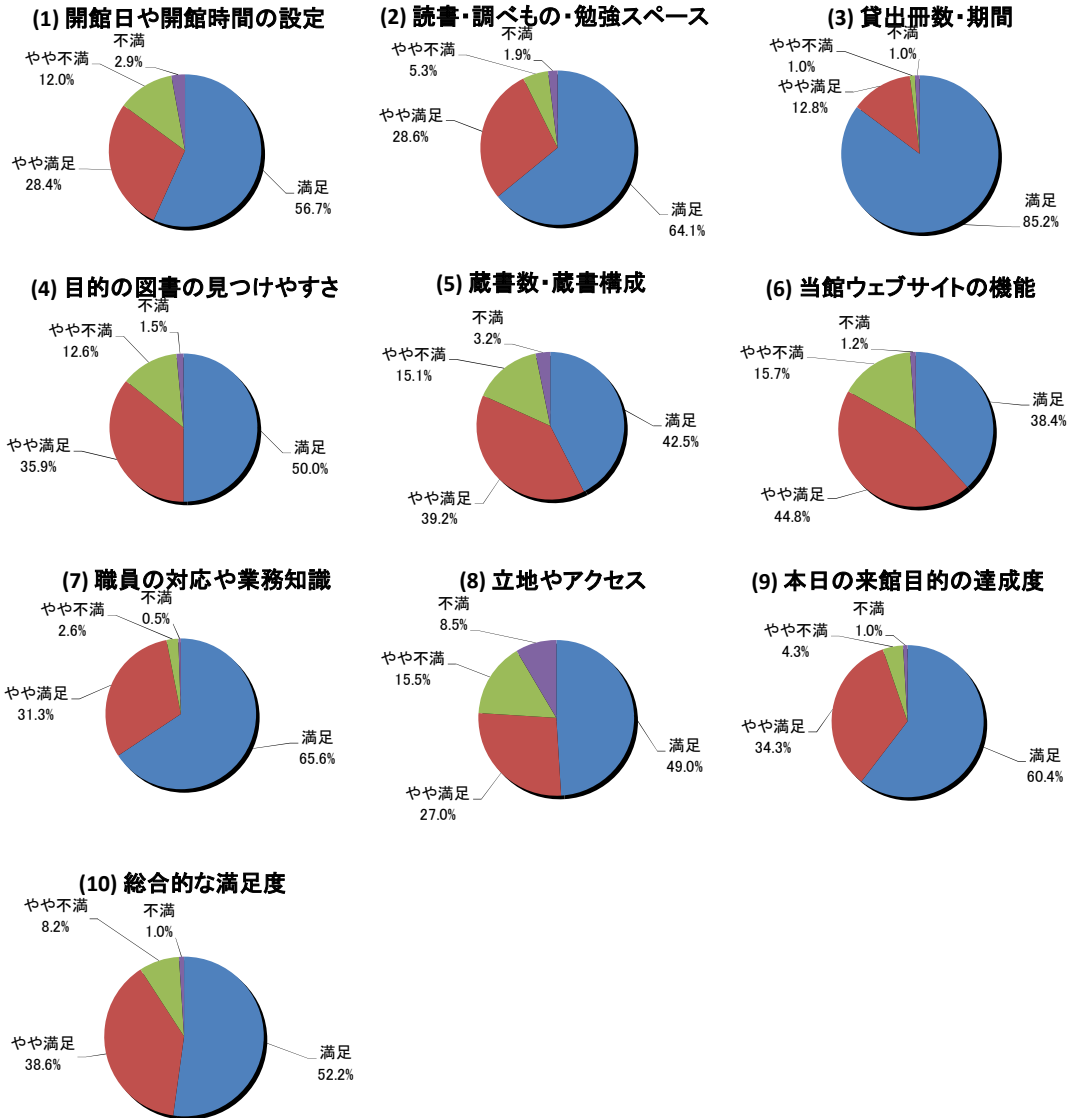 (1) 開館日や開館時間の設定
不満
2.9%
やや不満
12.0%
やや満足
28.4%
満足
56.7%
(2) 読書・調べもの・勉強スペース
不満
1.9%
やや不満
5.3%
やや満足
28.6%
満足
64.1%
(3) 貸出冊数・期間
不満
1.0%
やや不満
1.0%
やや満足
12.8%
満足
85.2%
(4) 目的の図書の見つけやすさ
不満
1.5%
やや不満
12.6%
やや満足
35.9%
満足
50.0%
(5) 蔵書数・蔵書構成
不満
3.2%
やや不満
15.1%
やや満足
39.2%
満足
42.5%
(6) 当館ウェブサイトの機能
不満
1.2%
やや不満
15.7%
やや満足
44.8%
満足
38.4%
(7) 職員の対応や業務知識
不満
0.5%
やや不満
2.6%
やや満足
31.3%
満足
65.6%
(8) 立地やアクセス
不満
8.5%
やや不満
15.5%
やや満足
27.0%
満足
49.0%
(9) 本日の来館目的の達成度
不満
1.0%
やや不満
4.3%
やや満足
34.3%
満足
60.4%
(10) 総合的な満足度
不満
1.0%
やや不満
8.2%
やや満足
38.6%
満足
52.2%